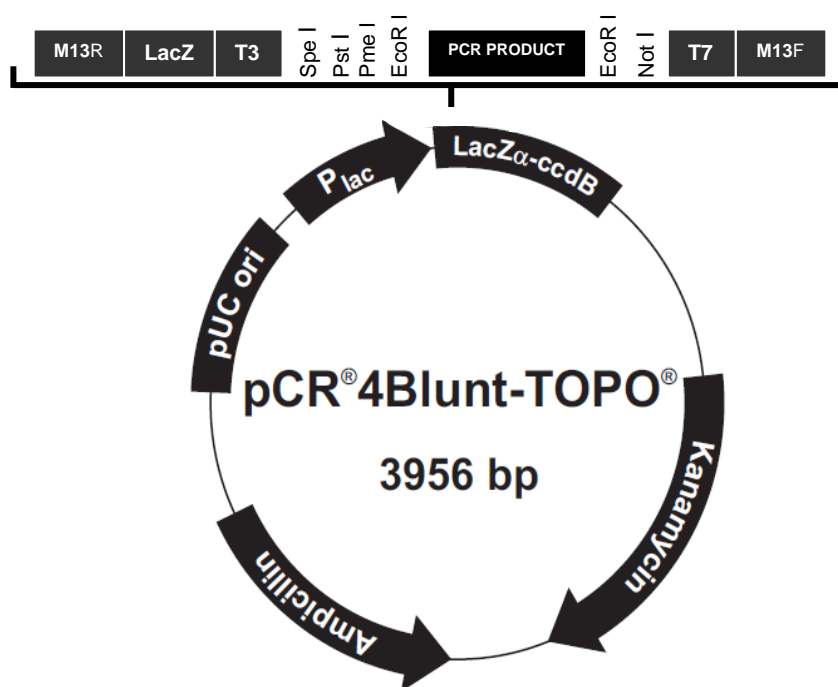 M13R LacZ T3 Spe I Pst I Pme I EcoR I PCR PRODUCT EcoR I Not I T7 M13F
Plac
LacZα-ccdB
pUC ori
pCR®4Blunt-TOPO®
3956 bp
Kanamycin
Ampicillin